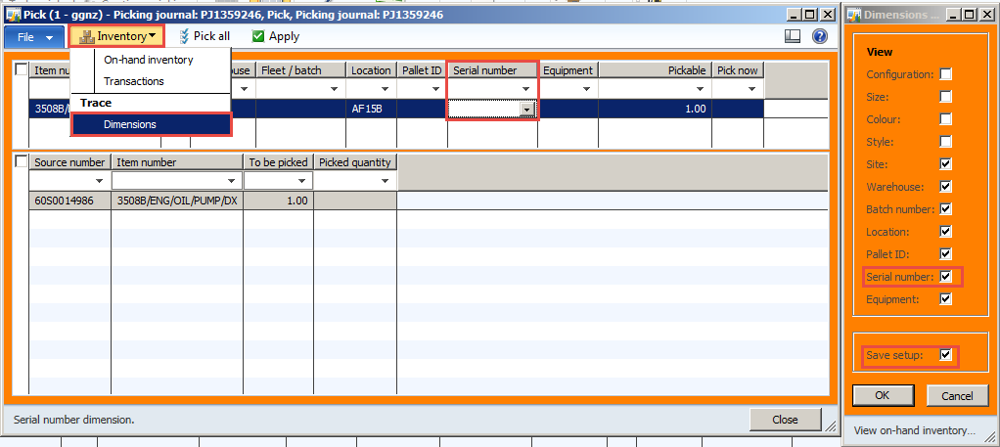 Pick (1 - ggnz) - Picking journal: PJ1359246, Pick, Picking journal: PJ1359246
File Inventory Pick all Apply
On-hand inventory
Transactions
Trace
Dimensions
Fleet / batch Location Pallet ID Serial number Equipment Pickable Pick now
AF15B 1.00
Source number Item number To be picked Picked quantity
60S0014986 3508B/ENG/OIL/PUMP/DX 1.00
Serial number dimension.
Close
Dimensions ...
View
Configuration:
Size:
Colour:
Style:
Site:
Warehouse:
Batch number:
Location:
Pallet ID:
Serial number:
Equipment:
Save setup:
OK Cancel
View on-hand inventory...